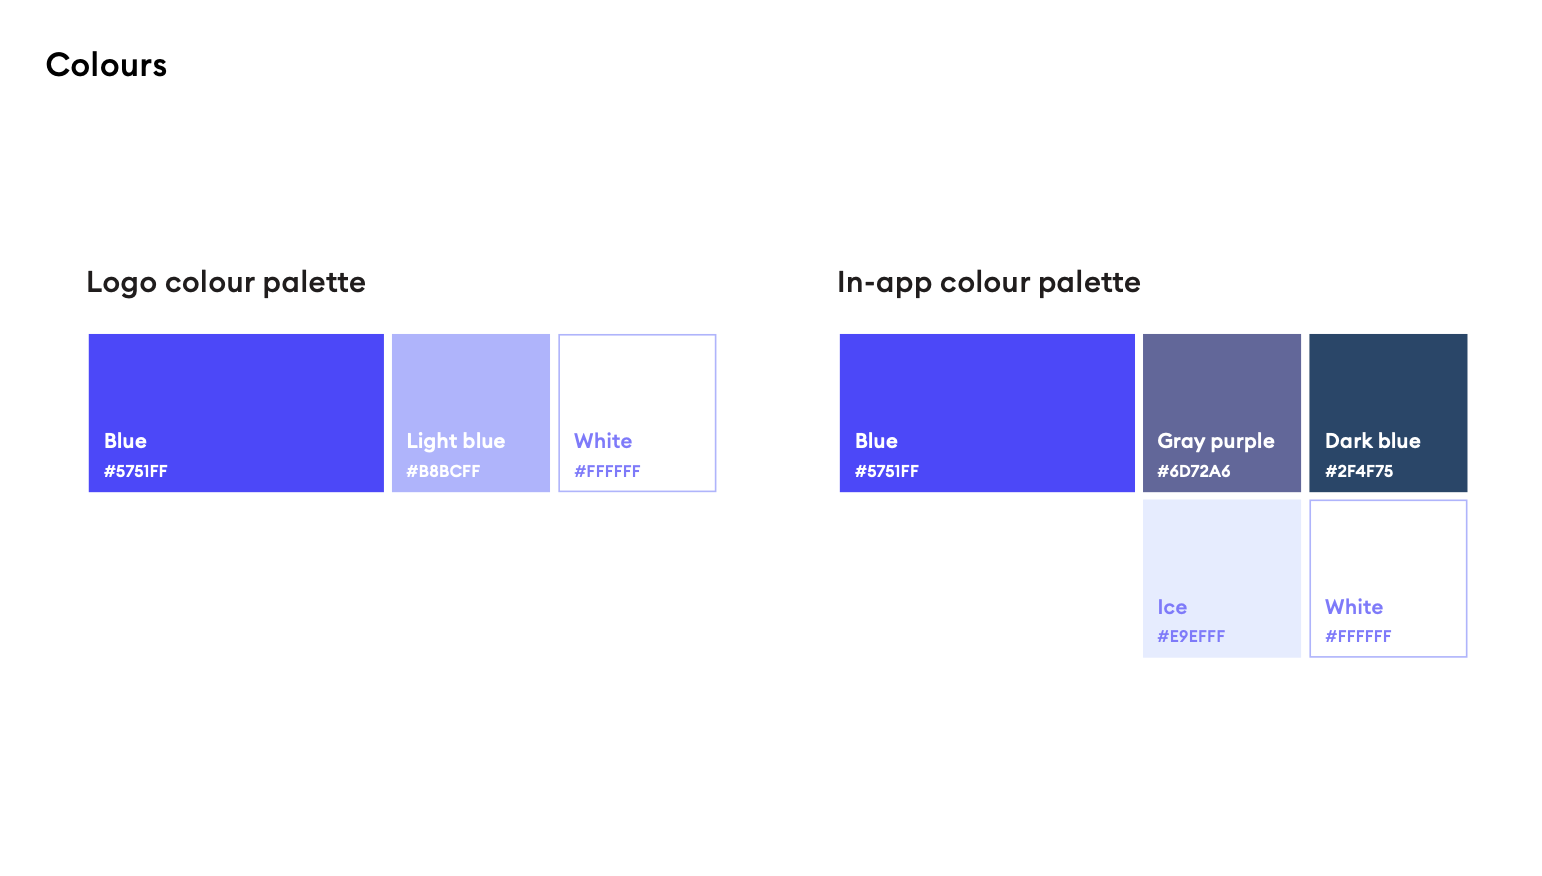 Colours
Logo colour palette
Blue
#5751FF
Light blue
#B8BCFF
White
#FFFFFF
In-app colour palette
Blue
#5751FF
Gray purple
#6D72A6
Dark blue
#2F4F75
Ice
#E9EFFF
White
#FFFFFF